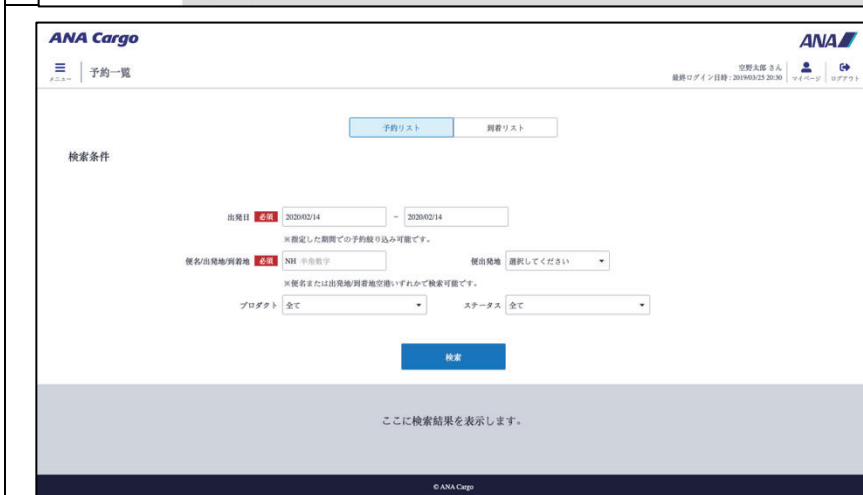 ANA Cargo
ANA
メニュー
予約一覧
空野太郎 さん
最終ログイン日時：2019/03/25 20:30
マイページ
ログアウト
予約リスト
到着リスト
検索条件
出発日 必須 2020/02/14 ~ 2020/02/14
※指定した期間での予約絞り込み可能です。
便名/出発地/到着地 必須 NH 半角数字 便出発地 選択してください
※便名または出発地/到着地空港いずれかで検索可能です。
プロダクト 全て ステータス 全て
検索
ここに検索結果を表示します。
© ANA Cargo